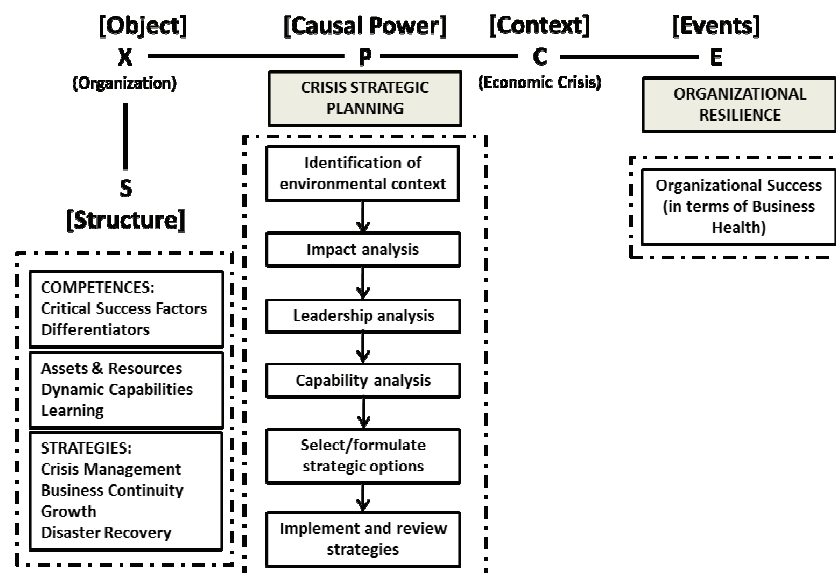 [Object]
X
(Organization)
S
[Structure]
COMPETENCES:
Critical Success Factors
Differentiators
Assets & Resources
Dynamic Capabilities
Learning
STRATEGIES:
Crisis Management
Business Continuity
Growth
Disaster Recovery
[Causal Power]
P
CRISIS STRATEGIC
PLANNING
Identification of
environmental context
Impact analysis
Leadership analysis
Capability analysis
Select/formulate
strategic options
Implement and review
strategies
[Context]
C
(Economic Crisis)
[Events]
E
ORGANIZATIONAL
RESILIENCE
Organizational Success
(in terms of Business
Health)